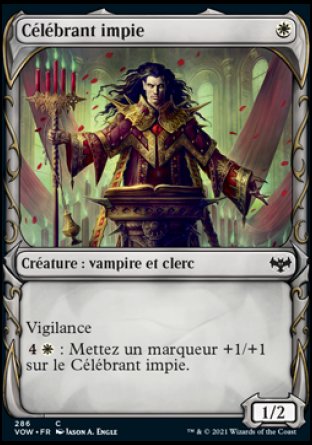 Célébrant impie
Créature : vampire et clerc
Vigilance
4 : Mettez un marqueur +1/+1
sur le Célébrant impie.
1/2
286 C
VOW • FR Jason A. Engle
™ & © 2021 Wizards of the Coast